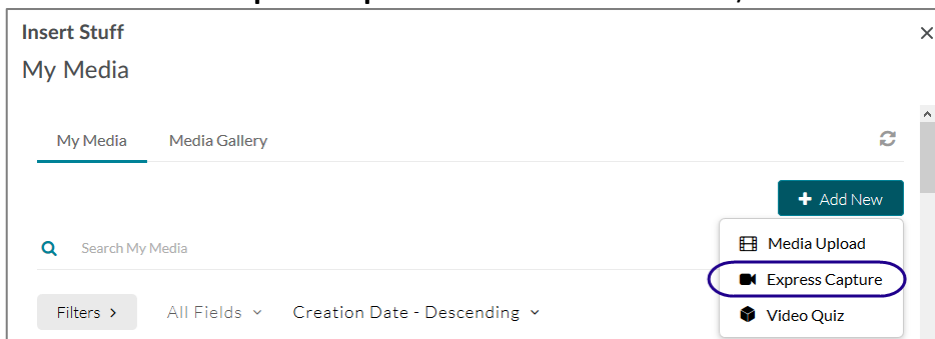 Insert Stuff
My Media
My Media Media Gallery
+ Add New
Search My Media
Media Upload
Express Capture
Filters > All Fields Creation Date - Descending
Video Quiz